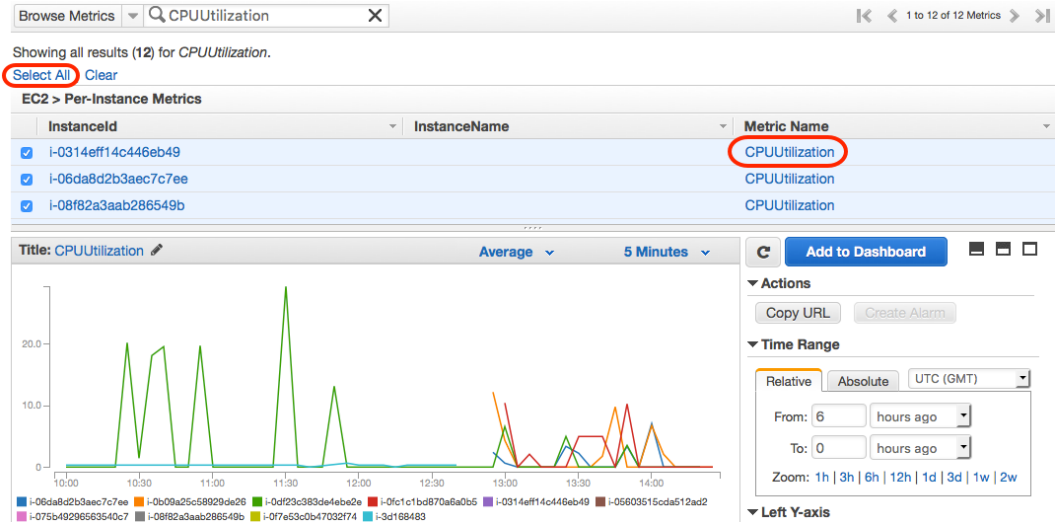 Browse Metrics CPUUtilization X 1 to 12 of 12 Metrics
Showing all results (12) for CPUUtilization.
Select All Clear
EC2 > Per-Instance Metrics
InstanceId InstanceName Metric Name
i-0314eff14c446eb49 CPUUtilization
i-06da8d2b3aec7c7ee CPUUtilization
i-08f82a3aab286549b CPUUtilization
Title: CPUUtilization Average 5 Minutes
Add to Dashboard
Actions
Copy URL Create Alarm
Time Range
Relative Absolute UTC (GMT)
From: 6 hours ago
To: 0 hours ago
Zoom: 1h | 3h | 6h | 12h | 1d | 3d | 1w | 2w
Left Y-axis
20.0
10.0
0
10:00 10:30 11:00 11:30 12:00 12:30 13:00 13:30 14:00
i-06da8d2b3aec7c7ee i-0b09a25c58929de26 i-0df23c383de4ebe2e i-0fc1c1bd870a6a0b5 i-0314eff14c446eb49 i-05603515cda512ad2
i-075b49296563540c7 i-08f82a3aab286549b i-0f7e53c0b47032f74 i-3d168483